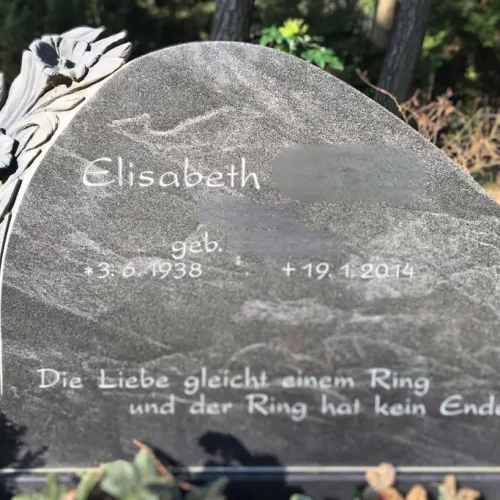 Elisabeth
geb.
*3. 6. 1938 + 19. 1. 2014
Die Liebe gleicht einem Ring
und der Ring hat kein Ende